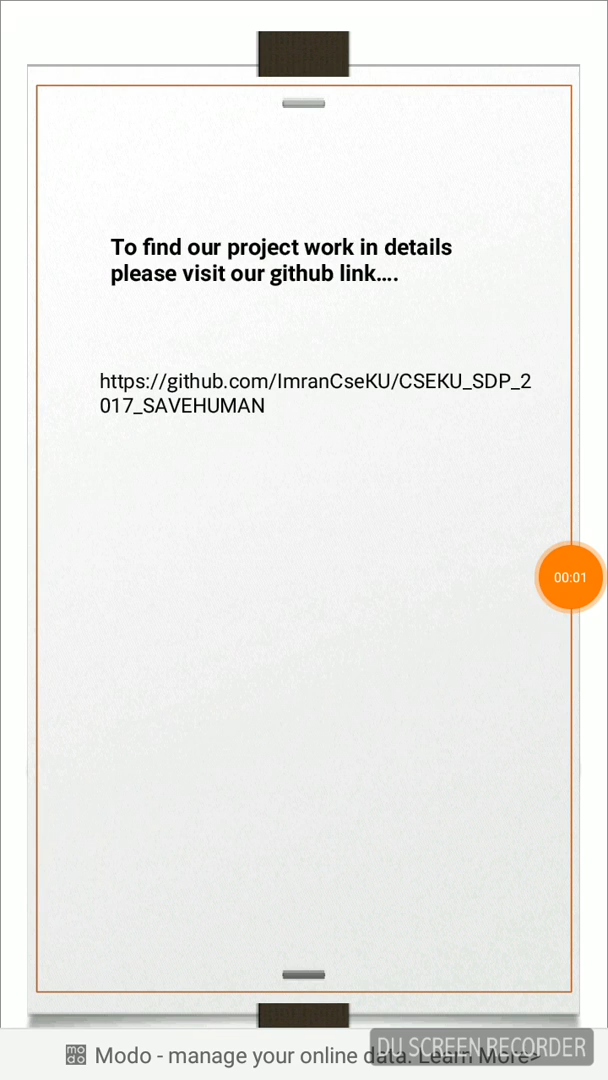 To find our project work in details
please visit our github link....
https://github.com/ImranCseKU/CSEKU_SDP_2
017_SAVEHUMAN
00:01
modo Modo - manage your online data. Learn More>
DU SCREEN RECORDER